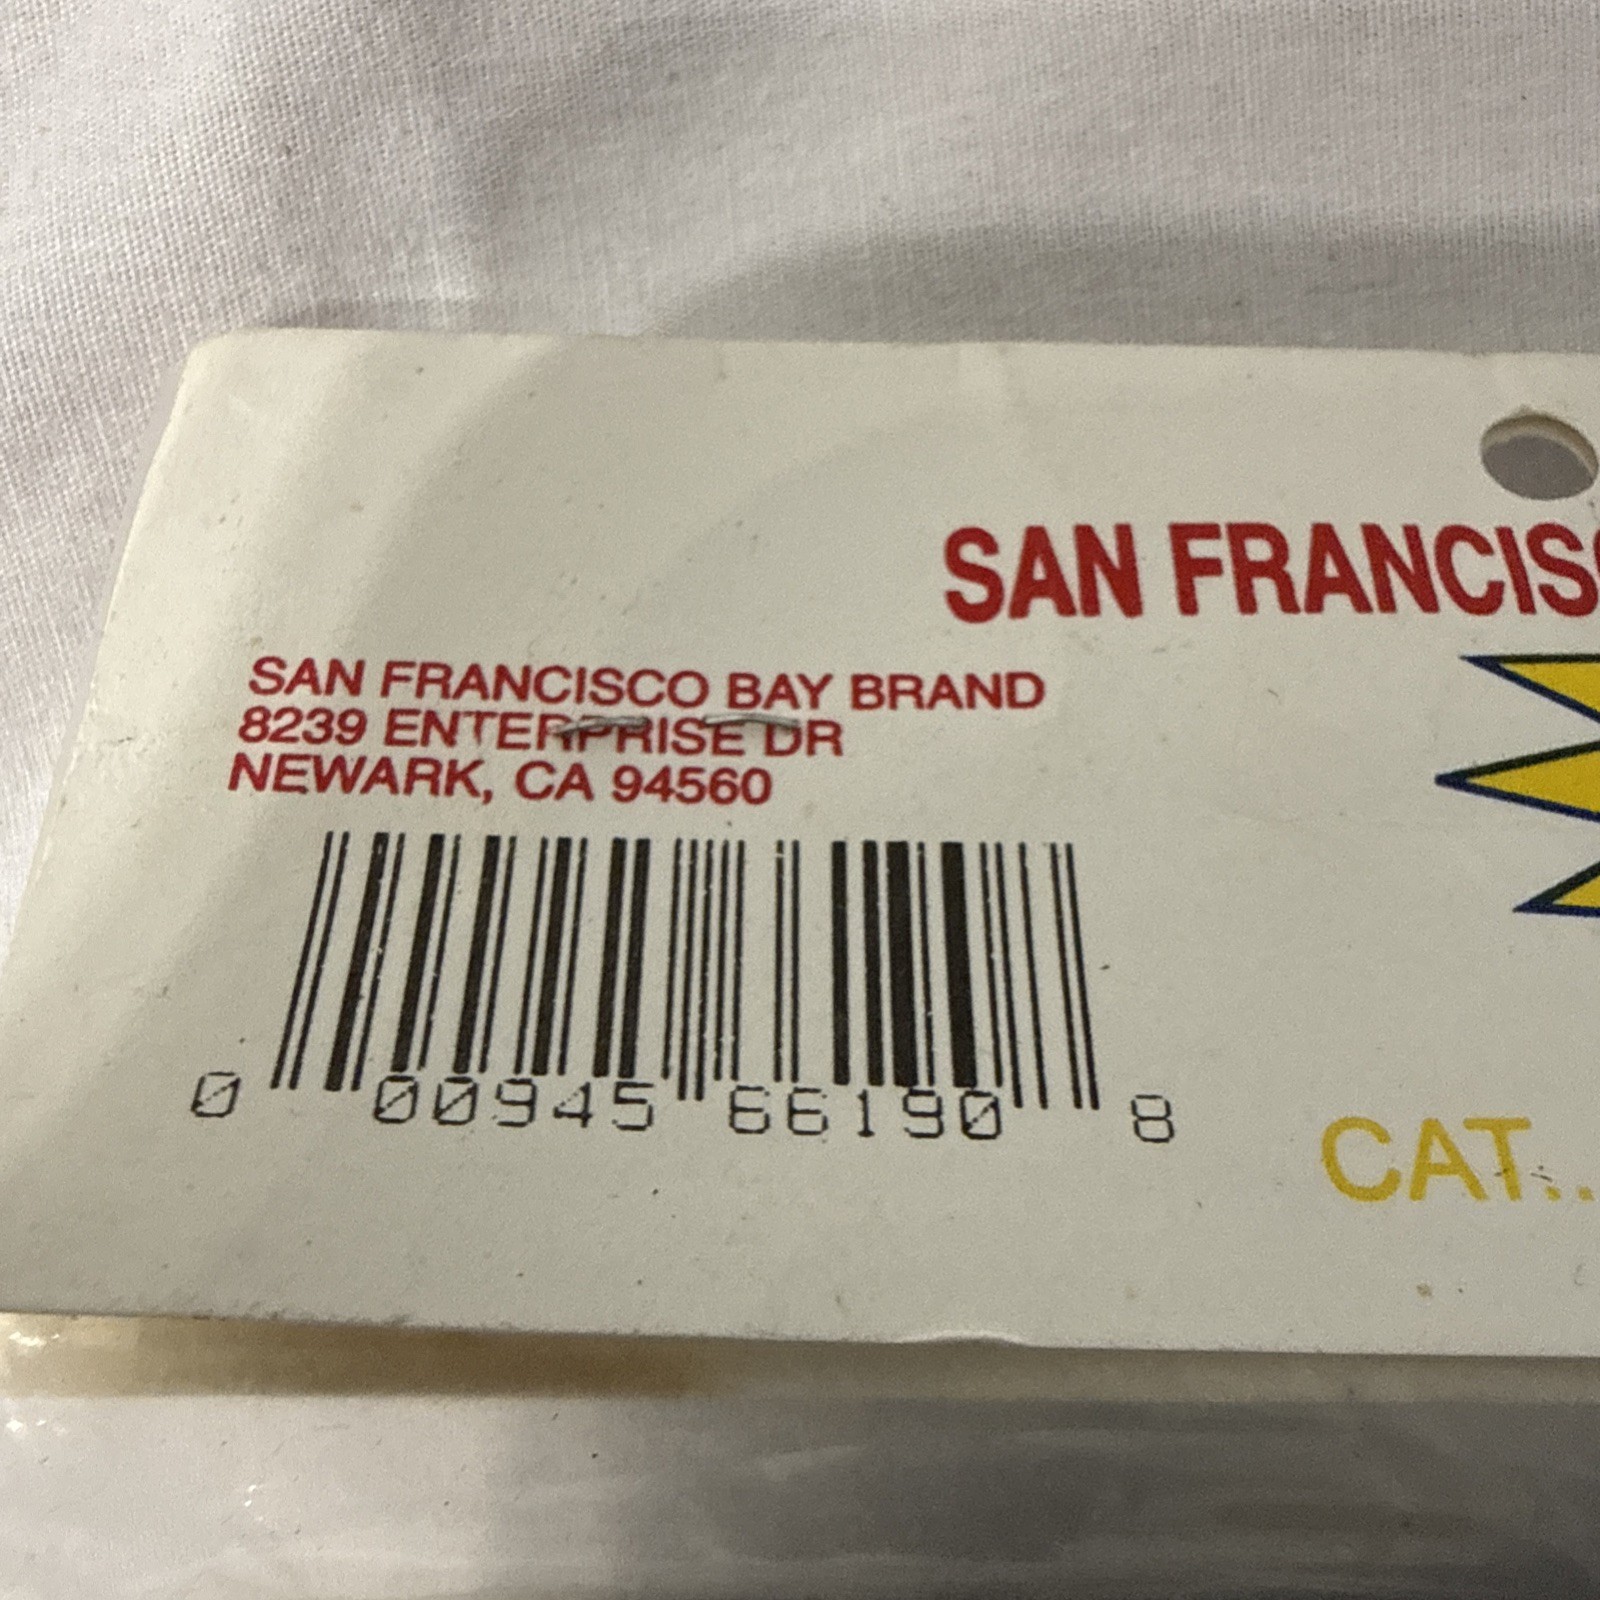 SAN FRANCISC
SAN FRANCISCO BAY BRAND
8239 ENTERPRISE DR
NEWARK, CA 94560
0 00945 66190 8
CAT..